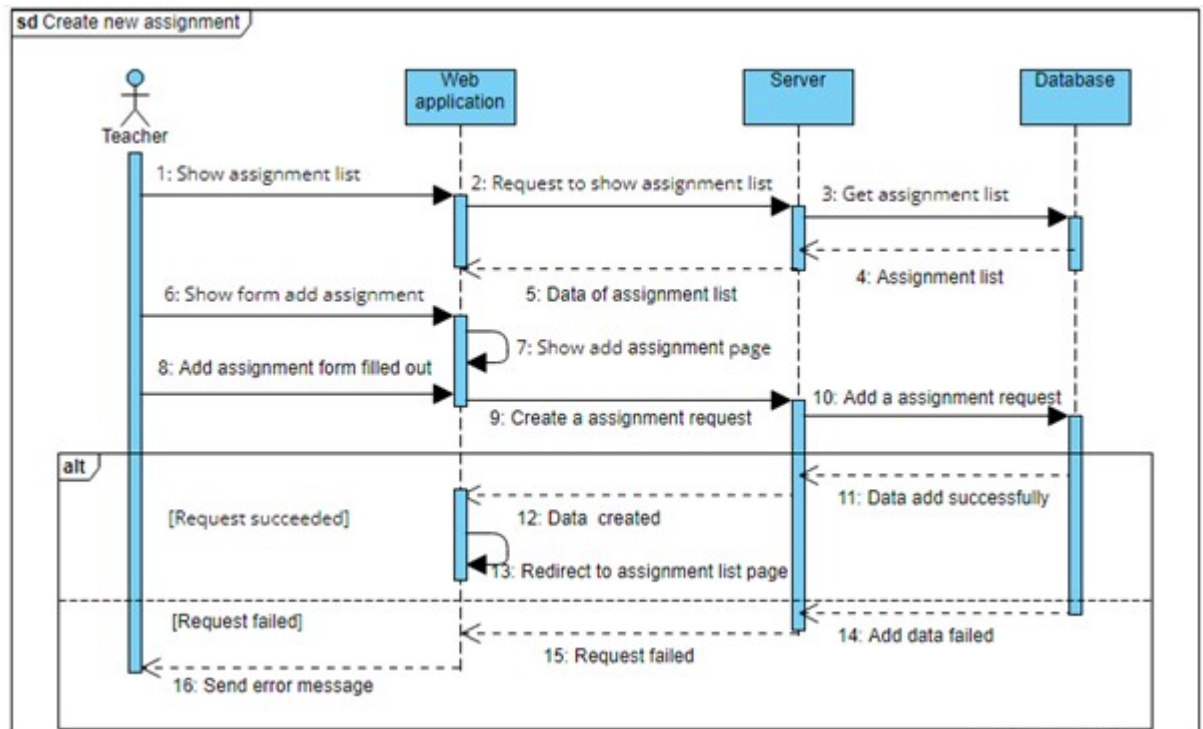 sd Create new assignment
Teacher
Web
application
Server
Database
1: Show assignment list
2: Request to show assignment list
3: Get assignment list
4: Assignment list
5: Data of assignment list
6: Show form add assignment
7: Show add assignment page
8: Add assignment form filled out
9: Create a assignment request
10: Add a assignment request
alt
[Request succeeded]
11: Data add successfully
12: Data created
13: Redirect to assignment list page
[Request failed]
14: Add data failed
15: Request failed
16: Send error message